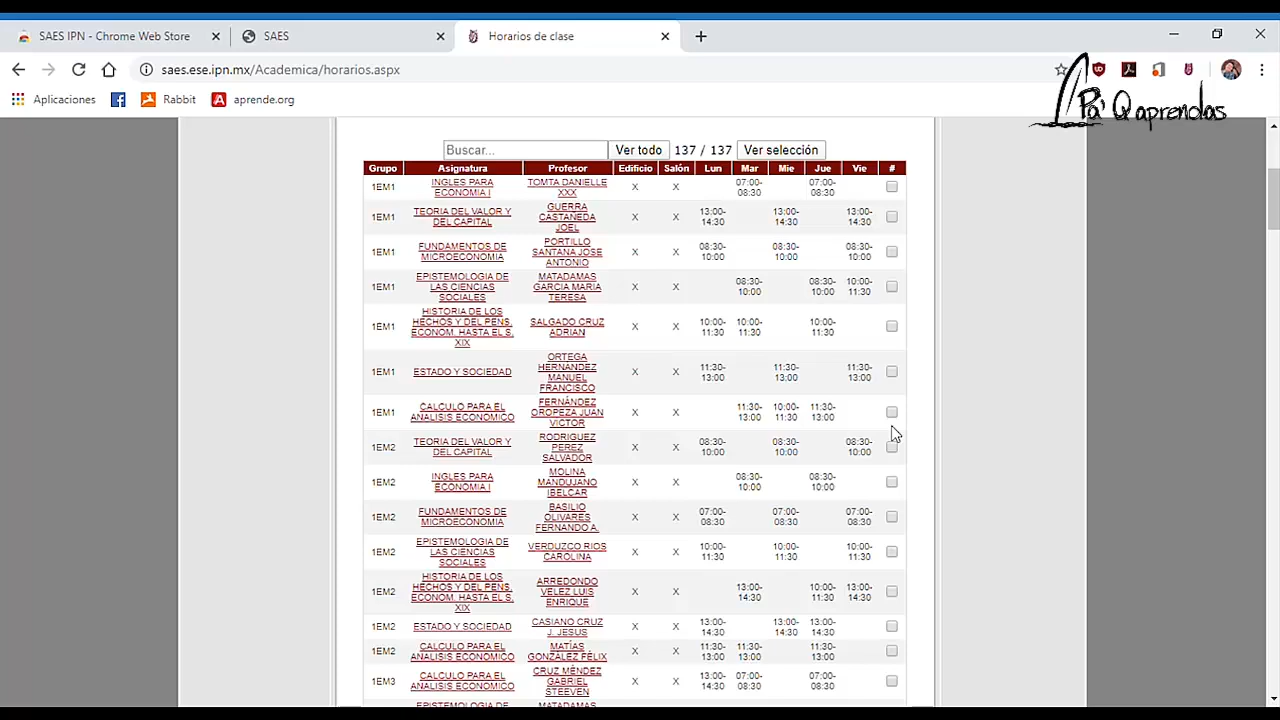 SAES IPN - Chrome Web Store
SAES
Horarios de clase
saes.ese.ipn.mx/Academica/horarios.aspx
Aplicaciones
Rabbit
aprende.org
Pa' Q aprendas
Buscar...
Ver todo
137 / 137
Ver selección
Grupo Asignatura Profesor Edificio Salón Lun Mar Mie Jue Vie #
1EM1 INGLES PARA ECONOMIA I TOMTA DANIELLE XXX X X 07:00-08:30 07:00-08:30
1EM1 TEORIA DEL VALOR Y DEL CAPITAL GUERRA CASTAÑEDA JOEL X X 13:00-14:30 13:00-14:30 13:00-14:30
1EM1 FUNDAMENTOS DE MICROECONOMIA PORTILLO SANTANA JOSE ANTONIO X X 08:30-10:00 08:30-10:00 08:30-10:00
1EM1 EPISTEMOLOGIA DE LAS CIENCIAS SOCIALES MATADAMAS GARCIA MARIA TERESA X X 08:30-10:00 08:30-10:00 10:00-11:30
1EM1 HISTORIA DE LOS HECHOS Y DEL PENS. ECONOM. HASTA EL S. XIX SALGADO CRUZ ADRIAN X X 10:00-11:30 10:00-11:30 10:00-11:30
1EM1 ESTADO Y SOCIEDAD ORTEGA HERNANDEZ MANUEL FRANCISCO X X 11:30-13:00 11:30-13:00 11:30-13:00
1EM1 CALCULO PARA EL ANALISIS ECONOMICO FERNÁNDEZ OROPEZA JUAN VICTOR X X 11:30-13:00 10:00-11:30 11:30-13:00
1EM2 TEORIA DEL VALOR Y DEL CAPITAL RODRIGUEZ PEREZ SALVADOR X X 08:30-10:00 08:30-10:00 08:30-10:00
1EM2 INGLES PARA ECONOMIA I MOLINA MANDUJANO IBELCAR X X 08:30-10:00 08:30-10:00
1EM2 FUNDAMENTOS DE MICROECONOMIA BASILIO OLIVARES FERNANDO A. X X 07:00-08:30 07:00-08:30 07:00-08:30
1EM2 EPISTEMOLOGIA DE LAS CIENCIAS SOCIALES VERDUZCO RIOS CAROLINA X X 10:00-11:30 10:00-11:30 10:00-11:30
1EM2 HISTORIA DE LOS HECHOS Y DEL PENS. ECONOM. HASTA EL S. XIX ARREDONDO VELEZ LUIS ENRIQUE X X 13:00-14:30 10:00-11:30 13:00-14:30
1EM2 ESTADO Y SOCIEDAD CASIANO CRUZ J. JESUS X X 13:00-14:30 13:00-14:30 13:00-14:30
1EM2 CALCULO PARA EL ANALISIS ECONOMICO MATÍAS GONZÁLEZ FÉLIX X X 11:30-13:00 11:30-13:00 11:30-13:00
1EM3 CALCULO PARA EL ANALISIS ECONOMICO CRUZ MÉNDEZ GABRIEL STEEVEN X X 13:00-14:30 07:00-08:30 07:00-08:30
EPISTEMOLOGIA DE MATADAMAS